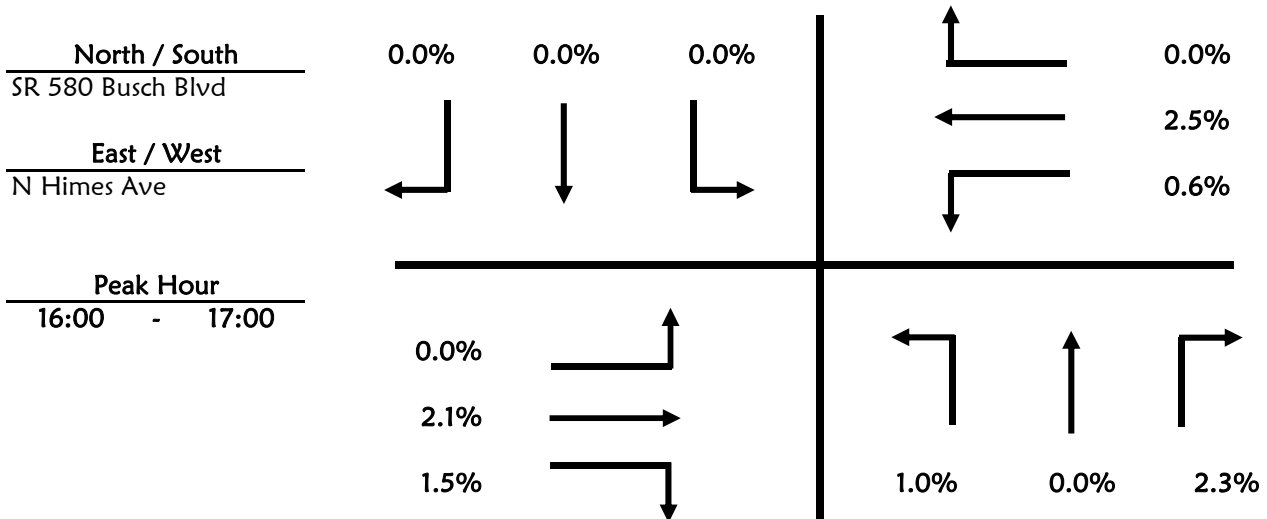 North / South
SR 580 Busch Blvd
East / West
N Himes Ave
Peak Hour
16:00 - 17:00
0.0% 0.0% 0.0%
0.0%
2.5%
0.6%
0.0%
2.1%
1.5%
1.0% 0.0% 2.3%